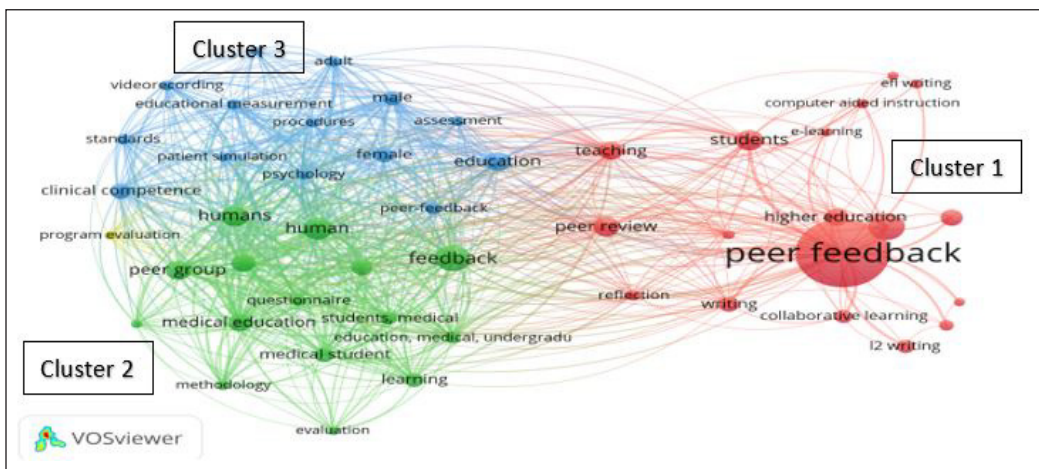 Cluster 3
adult
videorecording
efl writing
educational measurement
male
computer aided instruction
procedures
assessment
standards
e-learning
students
patient simulation
female
teaching
education
psychology
Cluster 1
clinical competence
peer-feedback
humans
higher education
human
peer review
program evaluation
peer feedback
feedback
peer group
questionnaire
reflection
writing
medical education
students, medical
collaborative learning
education, medical, undergradu
l2 writing
medical student
Cluster 2
learning
methodology
evaluation
VOSviewer